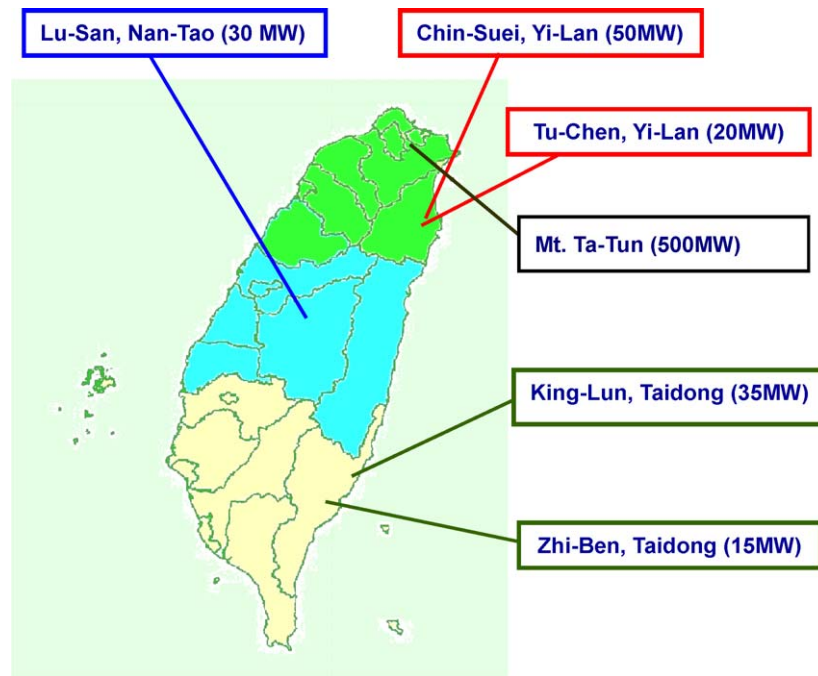 Lu-San, Nan-Tao (30 MW)
Chin-Suei, Yi-Lan (50MW)
Tu-Chen, Yi-Lan (20MW)
Mt. Ta-Tun (500MW)
King-Lun, Taidong (35MW)
Zhi-Ben, Taidong (15MW)